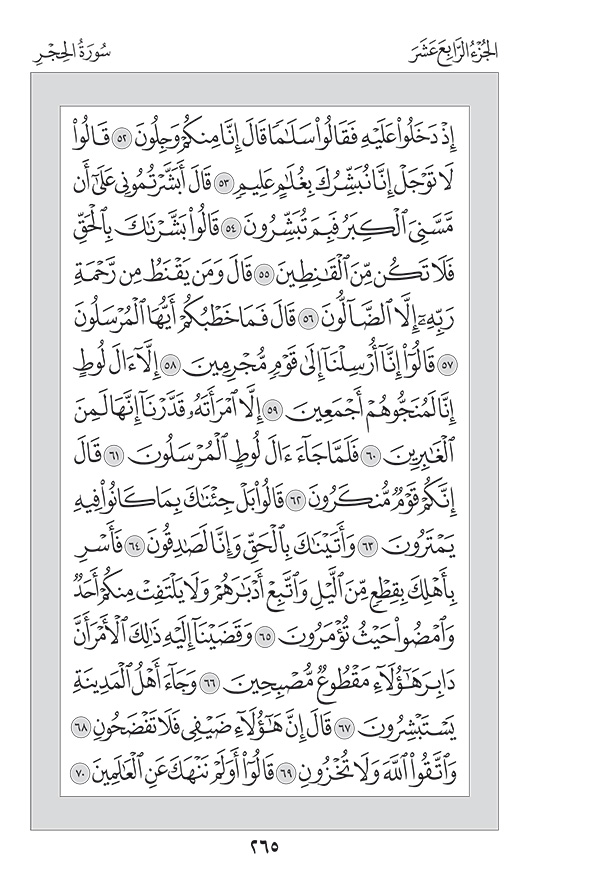 الجُزْءُ الرَّابِعَ عَشَرَ
سُورَةُ الحِجْرِ
إِذْ دَخَلُواْ عَلَيْهِ فَقَالُواْ سَلَٰمًا قَالَ إِنَّا مِنكُمْ وَجِلُونَ ٥٢ قَالُواْ
لَا تَوْجَلْ إِنَّا نُبَشِّرُكَ بِغُلَٰمٍ عَلِيمٍ ٥٣ قَالَ أَبَشَّرْتُمُونِي عَلَىٰٓ أَن
مَّسَّنِيَ ٱلْكِبَرُ فَبِمَ تُبَشِّرُونَ ٥٤ قَالُواْ بَشَّرْنَٰكَ بِٱلْحَقِّ
فَلَا تَكُن مِّنَ ٱلْقَٰنِطِينَ ٥٥ قَالَ وَمَن يَقْنَطُ مِن رَّحْمَةِ
رَبِّهِۦٓ إِلَّا ٱلضَّآلُّونَ ٥٦ قَالَ فَمَا خَطْبُكُمْ أَيُّهَا ٱلْمُرْسَلُونَ
٥٧ قَالُوٓاْ إِنَّآ أُرْسِلْنَآ إِلَىٰ قَوْمٍ مُّجْرِمِينَ ٥٨ إِلَّآ ءَالَ لُوطٍ
إِنَّا لَمُنَجُّوهُمْ أَجْمَعِينَ ٥٩ إِلَّا ٱمْرَأَتَهُۥ قَدَّرْنَآ إِنَّهَا لَمِنَ
ٱلْغَٰبِرِينَ ٦٠ فَلَمَّا جَآءَ ءَالَ لُوطٍ ٱلْمُرْسَلُونَ ٦١ قَالَ
إِنَّكُمْ قَوْمٌ مُّنكَرُونَ ٦٢ قَالُواْ بَلْ جِئْنَٰكَ بِمَا كَانُواْ فِيهِ
يَمْتَرُونَ ٦٣ وَأَتَيْنَٰكَ بِٱلْحَقِّ وَإِنَّا لَصَٰدِقُونَ ٦٤ فَأَسْرِ
بِأَهْلِكَ بِقِطْعٍ مِّنَ ٱلَّيْلِ وَٱتَّبِعْ أَدْبَٰرَهُمْ وَلَا يَلْتَفِتْ مِنكُمْ أَحَدٌ
وَٱمْضُواْ حَيْثُ تُؤْمَرُونَ ٦٥ وَقَضَيْنَآ إِلَيْهِ ذَٰلِكَ ٱلْأَمْرَ أَنَّ
دَابِرَ هَٰٓؤُلَآءِ مَقْطُوعٌ مُّصْبِحِينَ ٦٦ وَجَآءَ أَهْلُ ٱلْمَدِينَةِ
يَسْتَبْشِرُونَ ٦٧ قَالَ إِنَّ هَٰٓؤُلَآءِ ضَيْفِي فَلَا تَفْضَحُونِ ٦٨
وَٱتَّقُواْ ٱللَّهَ وَلَا تُخْزُونِ ٦٩ قَالُوٓاْ أَوَلَمْ نَنْهَكَ عَنِ ٱلْعَٰلَمِينَ ٧٠
٢٦٥